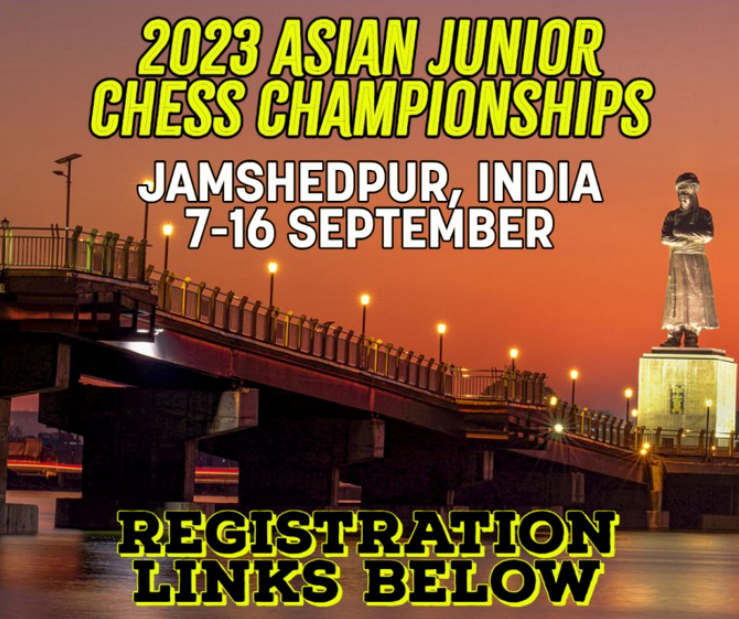 2023 ASIAN JUNIOR
CHESS CHAMPIONSHIPS
JAMSHEDPUR, INDIA
7-16 SEPTEMBER
REGISTRATION
LINKS BELOW